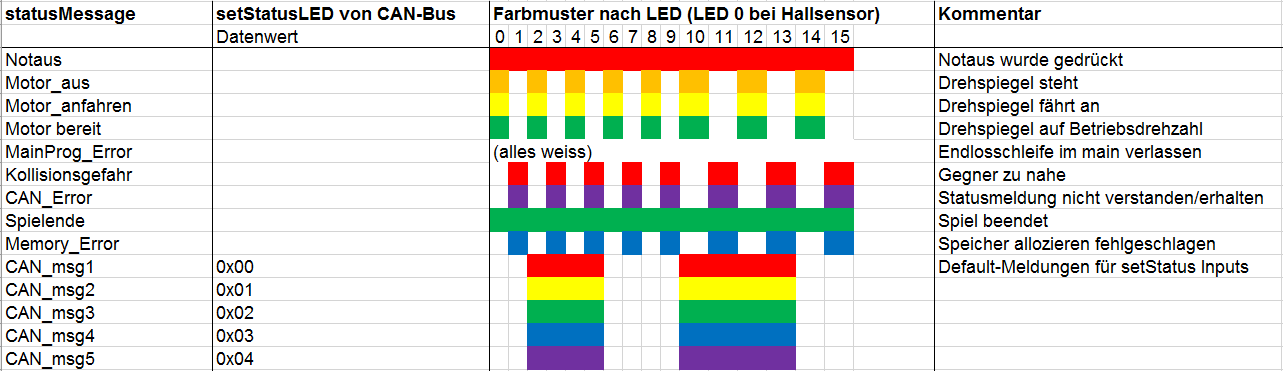 statusMessage setStatusLED von CAN-Bus Farbmuster nach LED (LED 0 bei Hallsensor) Kommentar
Datenwert 0 1 2 3 4 5 6 7 8 9 10 11 12 13 14 15
Notaus Notaus wurde gedrückt
Motor_aus Drehspiegel steht
Motor_anfahren Drehspiegel fährt an
Motor bereit Drehspiegel auf Betriebsdrehzahl
MainProg_Error (alles weiss) Endlosschleife im main verlassen
Kollisionsgefahr Gegner zu nahe
CAN_Error Statusmeldung nicht verstanden/erhalten
Spielende Spiel beendet
Memory_Error Speicher allozieren fehlgeschlagen
CAN_msg1 0x00 Default-Meldungen für setStatus Inputs
CAN_msg2 0x01
CAN_msg3 0x02
CAN_msg4 0x03
CAN_msg5 0x04